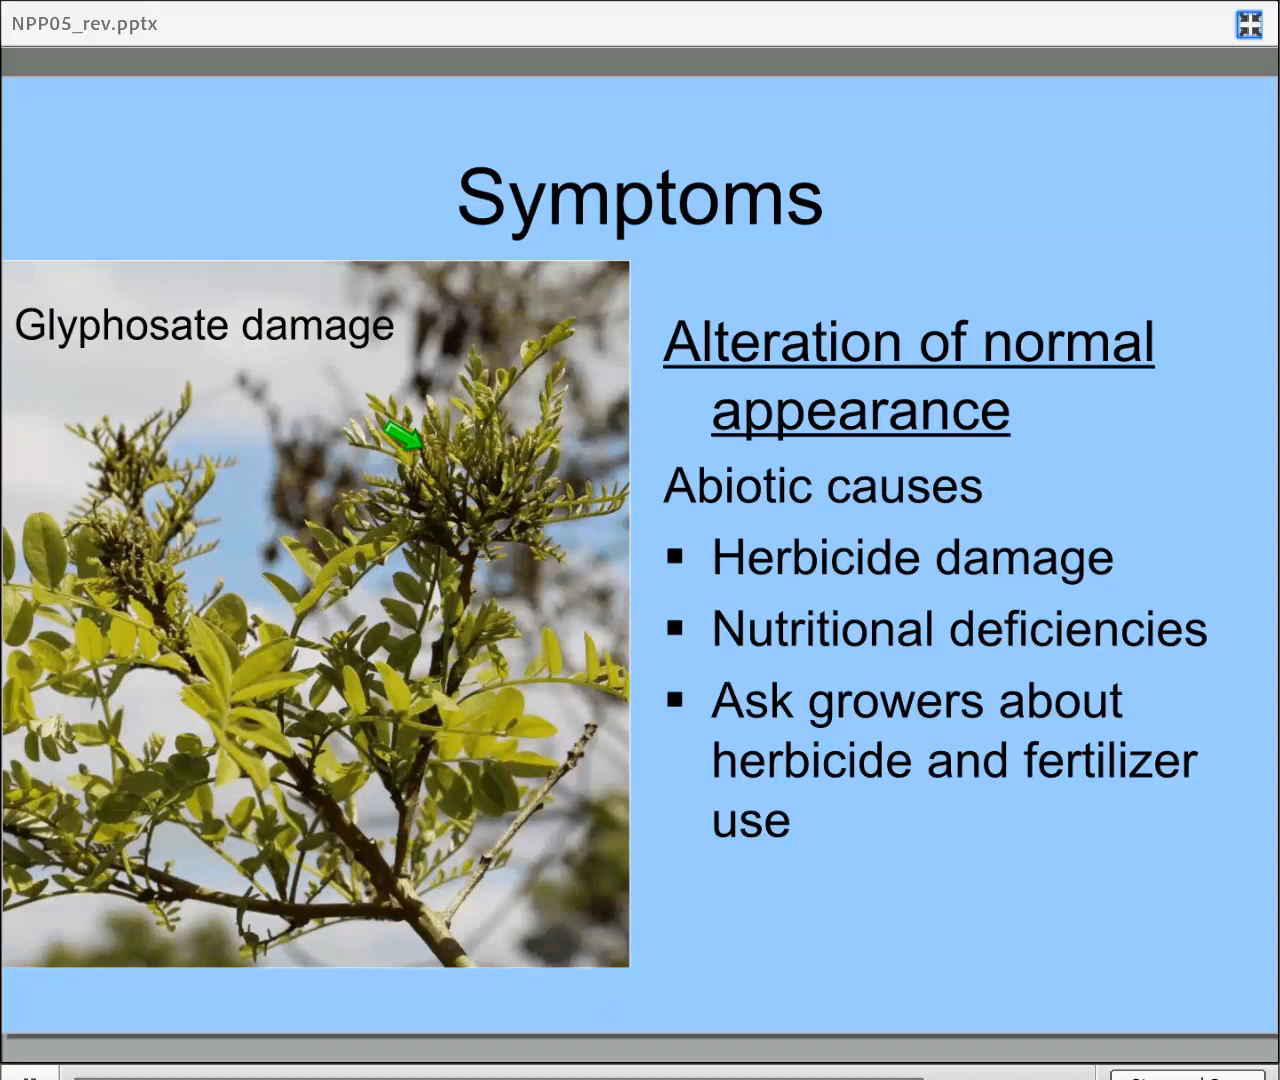 NPP05_rev.pptx
Symptoms
Glyphosate damage
Alteration of normal
appearance
Abiotic causes
▪ Herbicide damage
▪ Nutritional deficiencies
▪ Ask growers about
herbicide and fertilizer
use